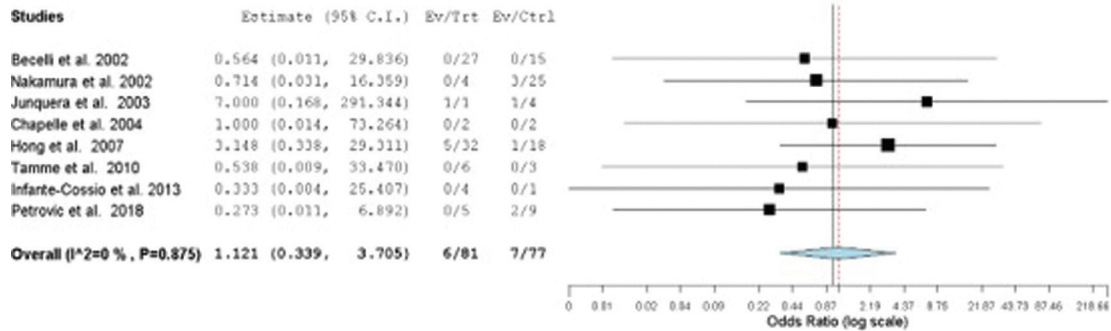 Studies Estimate (95% C.I.) Ev/Trt Ev/Ctrl
Becelli et al. 2002 0.564 (0.011, 29.836) 0/27 0/15
Nakamura et al. 2002 0.714 (0.031, 16.359) 0/4 3/25
Junquera et al. 2003 7.000 (0.168, 291.344) 1/1 1/4
Chapelle et al. 2004 1.000 (0.014, 73.264) 0/2 0/2
Hong et al. 2007 3.148 (0.338, 29.311) 5/32 1/18
Tamme et al. 2010 0.538 (0.009, 33.470) 0/6 0/3
Infante-Cossio et al. 2013 0.333 (0.004, 25.407) 0/4 0/1
Petrovic et al. 2018 0.273 (0.011, 6.892) 0/5 2/9
Overall (I^2=0 % , P=0.875) 1.121 (0.339, 3.705) 6/81 7/77
0 0.01 0.02 0.04 0.09 0.22 0.44 0.87 2.19 4.37 8.75 21.87 43.73 87.46 218.66
Odds Ratio (log scale)